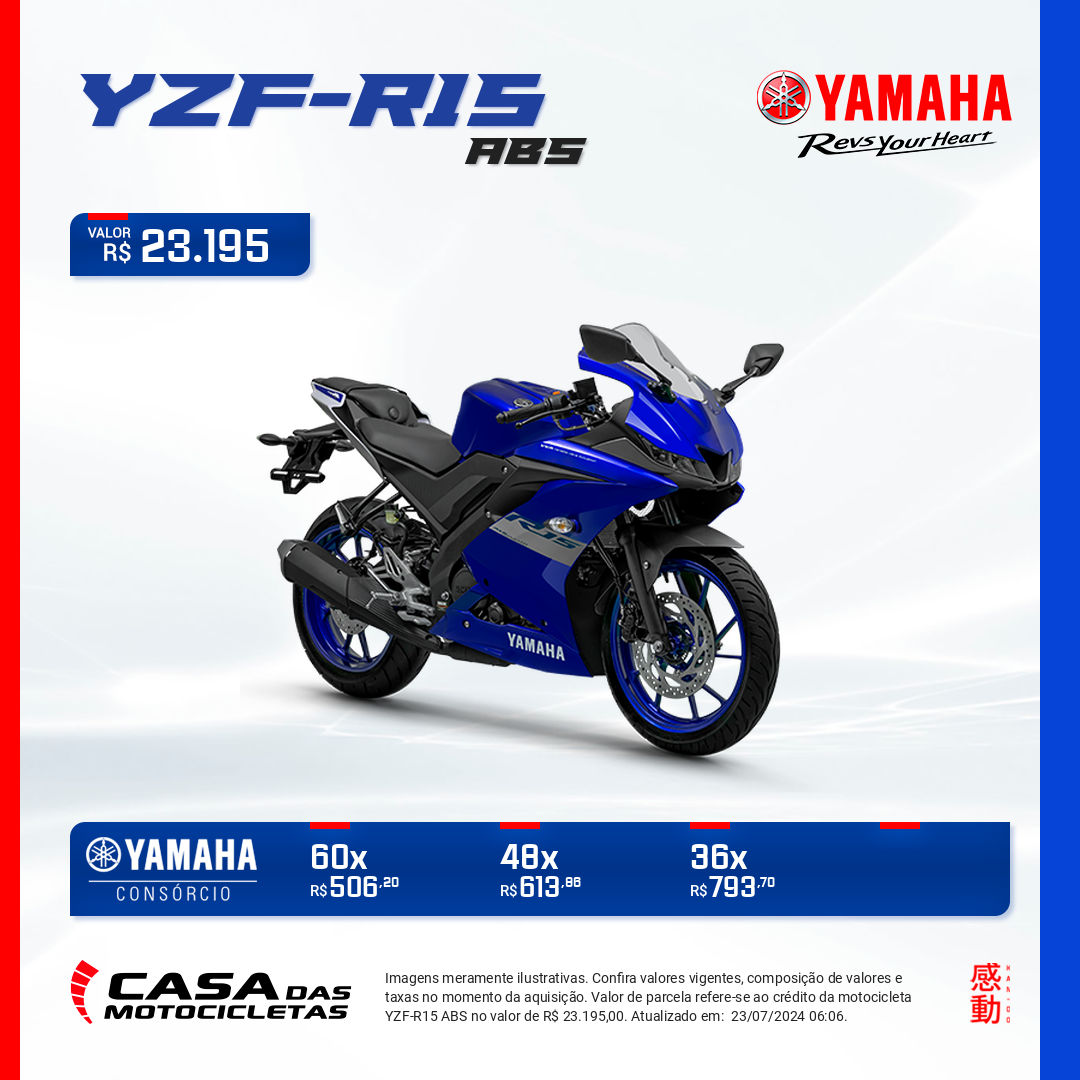 YZF-R15
ABS
YAMAHA
Revs Your Heart
VALOR
R$ 23.195
R15
YAMAHA
YAMAHA
CONSÓRCIO
60x
R$ 506,20
48x
R$ 613,86
36x
R$ 793,70
CASA DAS
MOTOCICLETAS
Imagens meramente ilustrativas. Confira valores vigentes, composição de valores e
taxas no momento da aquisição. Valor de parcela refere-se ao crédito da motocicleta
YZF-R15 ABS no valor de R$ 23.195,00. Atualizado em: 23/07/2024 06:06.
感動